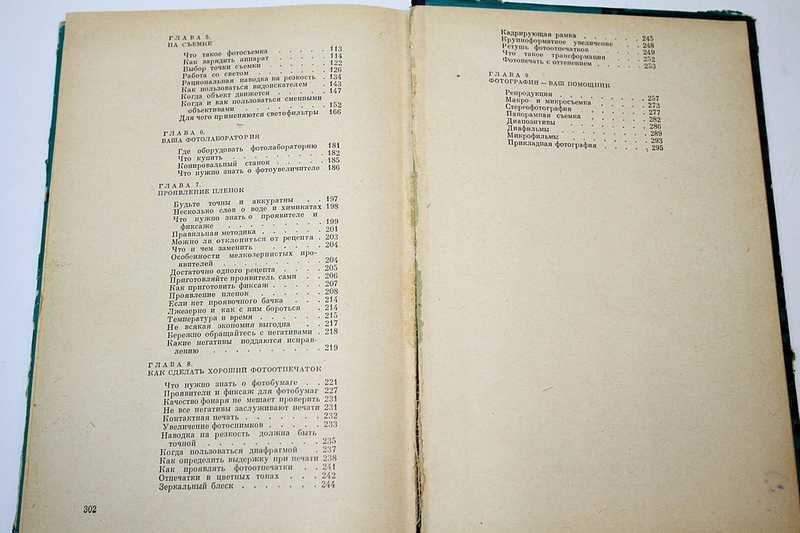 ГЛАВА 5.
НА СЪЕМКЕ
Что такое фотосъемка . . . . . 113
Как зарядить аппарат . . . . . 114
Выбор точки съемки . . . . . 122
Работа со светом . . . . . 126
Рациональная наводка на резкость . 134
Как пользоваться видоискателем . 143
Когда объект движется . . . . 147
Когда и как пользоваться сменными
объективами . . . . . . . 152
Для чего применяются светофильтры 166
ГЛАВА 6.
ВАША ФОТОЛАБОРАТОРИЯ
Где оборудовать фотолабораторию 181
Что купить . . . . . . . 182
Копировальный станок . . . . . 185
Что нужно знать о фотоувеличителе 186
ГЛАВА 7.
ПРОЯВЛЕНИЕ ПЛЕНОК
Будьте точны и аккуратны . . 197
Несколько слов о воде и химикатах 198
Что нужно знать о проявителе и
фиксаже . . . . . . . . 199
Правильная методика . . . . . 201
Можно ли отклониться от рецепта . 203
Что и чем заменить . . . . . 204
Особенности мелкозернистых про-
явителей . . . . . . . . 204
Достаточно одного рецепта . . . 205
Приготовляйте проявитель сами . . 206
Как приготовить фиксаж . . . . 207
Проявление пленок . . . . . 208
Если нет проявочного бачка . . . 214
Лжезерно и как с ним бороться . 214
Температура и время . . . . . 215
Не всякая экономия выгодна . . 217
Бережно обращайтесь с негативами . 218
Какие негативы поддаются исправ-
лению . . . . . . . . . 219
ГЛАВА 8.
КАК СДЕЛАТЬ ХОРОШИЙ ФОТООТПЕЧАТОК
Что нужно знать о фотобумаге . . 221
Проявители и фиксаж для фотобумаг 227
Качество фонаря не мешает проверить 231
Не все негативы заслуживают печати 231
Контактная печать . . . . . . 232
Увеличение фотоснимков . . . . 233
Наводка на резкость должна быть
точной . . . . . . . . . 235
Когда пользоваться диафрагмой . 237
Как определить выдержку при печати 238
Как проявлять фотоотпечатки . . 241
Отпечатки в цветных тонах . . . 242
Зеркальный блеск . . . . . . 244
302
Кадрирующая рамка . . . . . 245
Крупноформатное увеличение . . . 248
Ретушь фотоотпечатков . . . . 249
Что такое трансформация . . . . 252
Фотопечать с оттенением . . . . 253
ГЛАВА 9.
ФОТОГРАФИЯ — ВАШ ПОМОЩНИК
Репродукция . . . . . . . 257
Макро- и микросъемка . . . . . 273
Стереофотография . . . . . . 277
Панорамная съемка . . . . . 282
Диапозитивы . . . . . . . 286
Диафильмы . . . . . . . . 289
Микрофильмы . . . . . . . 293
Прикладная фотография . . . . 295